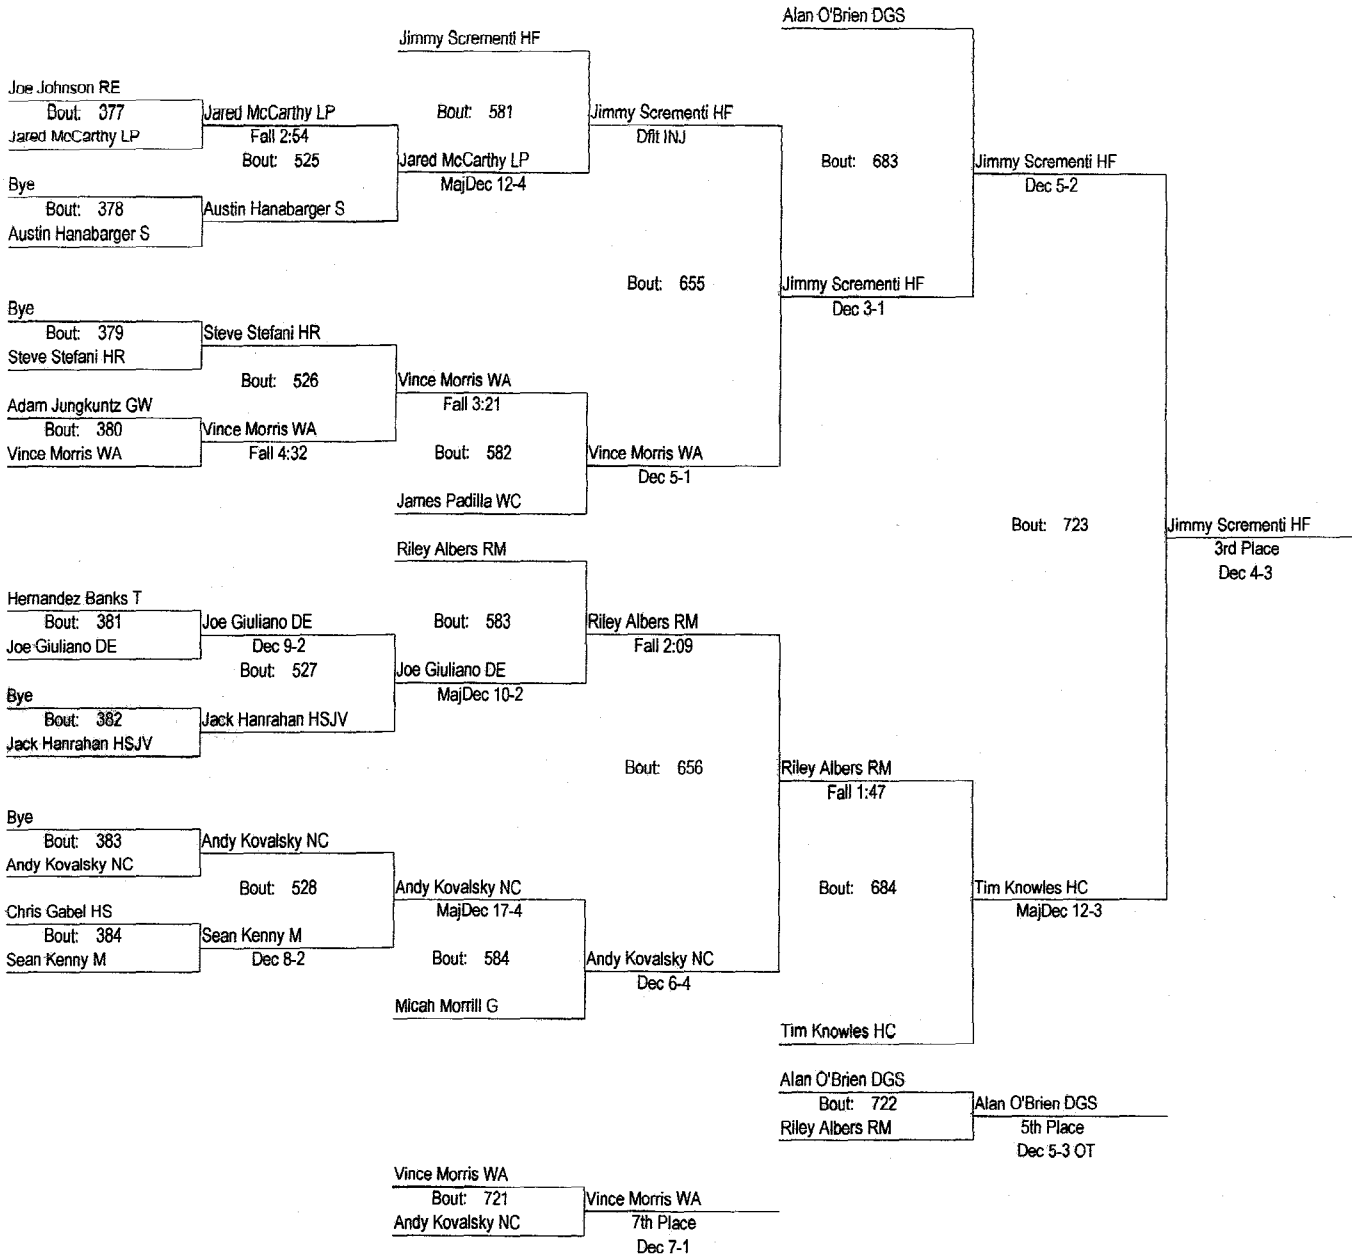 Alan O'Brien DGS
Jimmy Scrementi HF
Joe Johnson RE
Bout: 377
Jared McCarthy LP
Jared McCarthy LP
Fall 2:54
Bout: 525
Bout: 581
Jimmy Scrementi HF
Dflt INJ
Jared McCarthy LP
MajDec 12-4
Bout: 683
Jimmy Scrementi HF
Dec 5-2
Bye
Bout: 378
Austin Hanabarger S
Austin Hanabarger S
Bout: 655
Jimmy Scrementi HF
Dec 3-1
Bye
Bout: 379
Steve Stefani HR
Steve Stefani HR
Bout: 526
Vince Morris WA
Fall 3:21
Adam Jungkuntz GW
Bout: 380
Vince Morris WA
Vince Morris WA
Fall 4:32
Bout: 582
Vince Morris WA
Dec 5-1
James Padilla WC
Bout: 723
Jimmy Scrementi HF
3rd Place
Dec 4-3
Riley Albers RM
Hernandez Banks T
Bout: 381
Joe Giuliano DE
Joe Giuliano DE
Dec 9-2
Bout: 527
Bout: 583
Riley Albers RM
Fall 2:09
Joe Giuliano DE
MajDec 10-2
Bye
Bout: 382
Jack Hanrahan HSJV
Jack Hanrahan HSJV
Bout: 656
Riley Albers RM
Fall 1:47
Bye
Bout: 383
Andy Kovalsky NC
Andy Kovalsky NC
Bout: 528
Andy Kovalsky NC
MajDec 17-4
Bout: 684
Tim Knowles HC
MajDec 12-3
Chris Gabel HS
Bout: 384
Sean Kenny M
Sean Kenny M
Dec 8-2
Bout: 584
Andy Kovalsky NC
Dec 6-4
Micah Morrill G
Tim Knowles HC
Alan O'Brien DGS
Bout: 722
Riley Albers RM
Alan O'Brien DGS
5th Place
Dec 5-3 OT
Vince Morris WA
Bout: 721
Andy Kovalsky NC
Vince Morris WA
7th Place
Dec 7-1